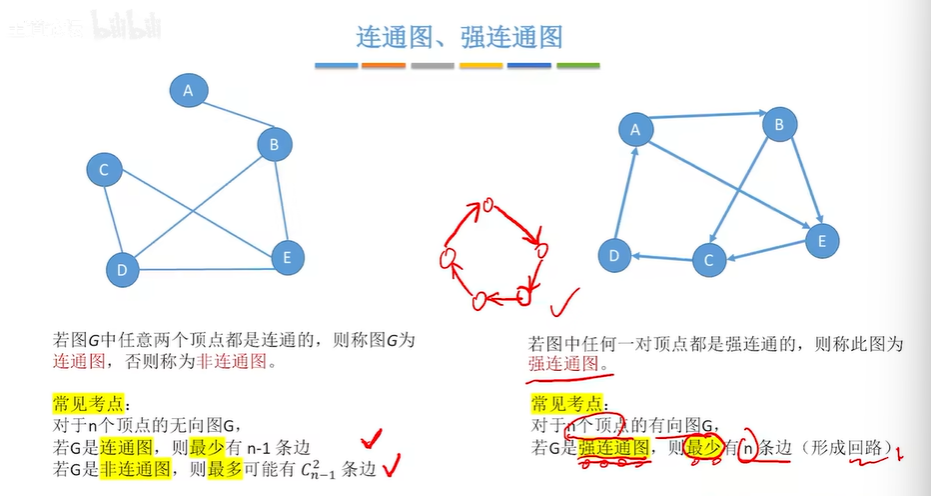 连通图、强连通图
A
B
C
D
E
A
B
D
C
E
若图G中任意两个顶点都是连通的，则称图G为
连通图，否则称为非连通图。
常见考点：
对于n个顶点的无向图G，
若G是连通图，则最少有 n-1 条边
若G是非连通图，则最多可能有 C²ₙ₋₁ 条边
若图中任何一对顶点都是强连通的，则称此图为
强连通图。
常见考点：
对于n个顶点的有向图G，
若G是强连通图，则最少有 n 条边（形成回路）